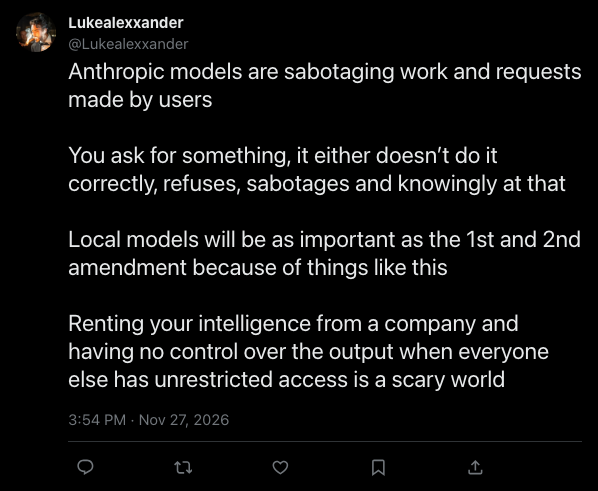 Lukealexxander
@Lukealexxander
Anthropic models are sabotaging work and requests
made by users
You ask for something, it either doesn’t do it
correctly, refuses, sabotages and knowingly at that
Local models will be as important as the 1st and 2nd
amendment because of things like this
Renting your intelligence from a company and
having no control over the output when everyone
else has unrestricted access is a scary world
3:54 PM · Nov 27, 2026